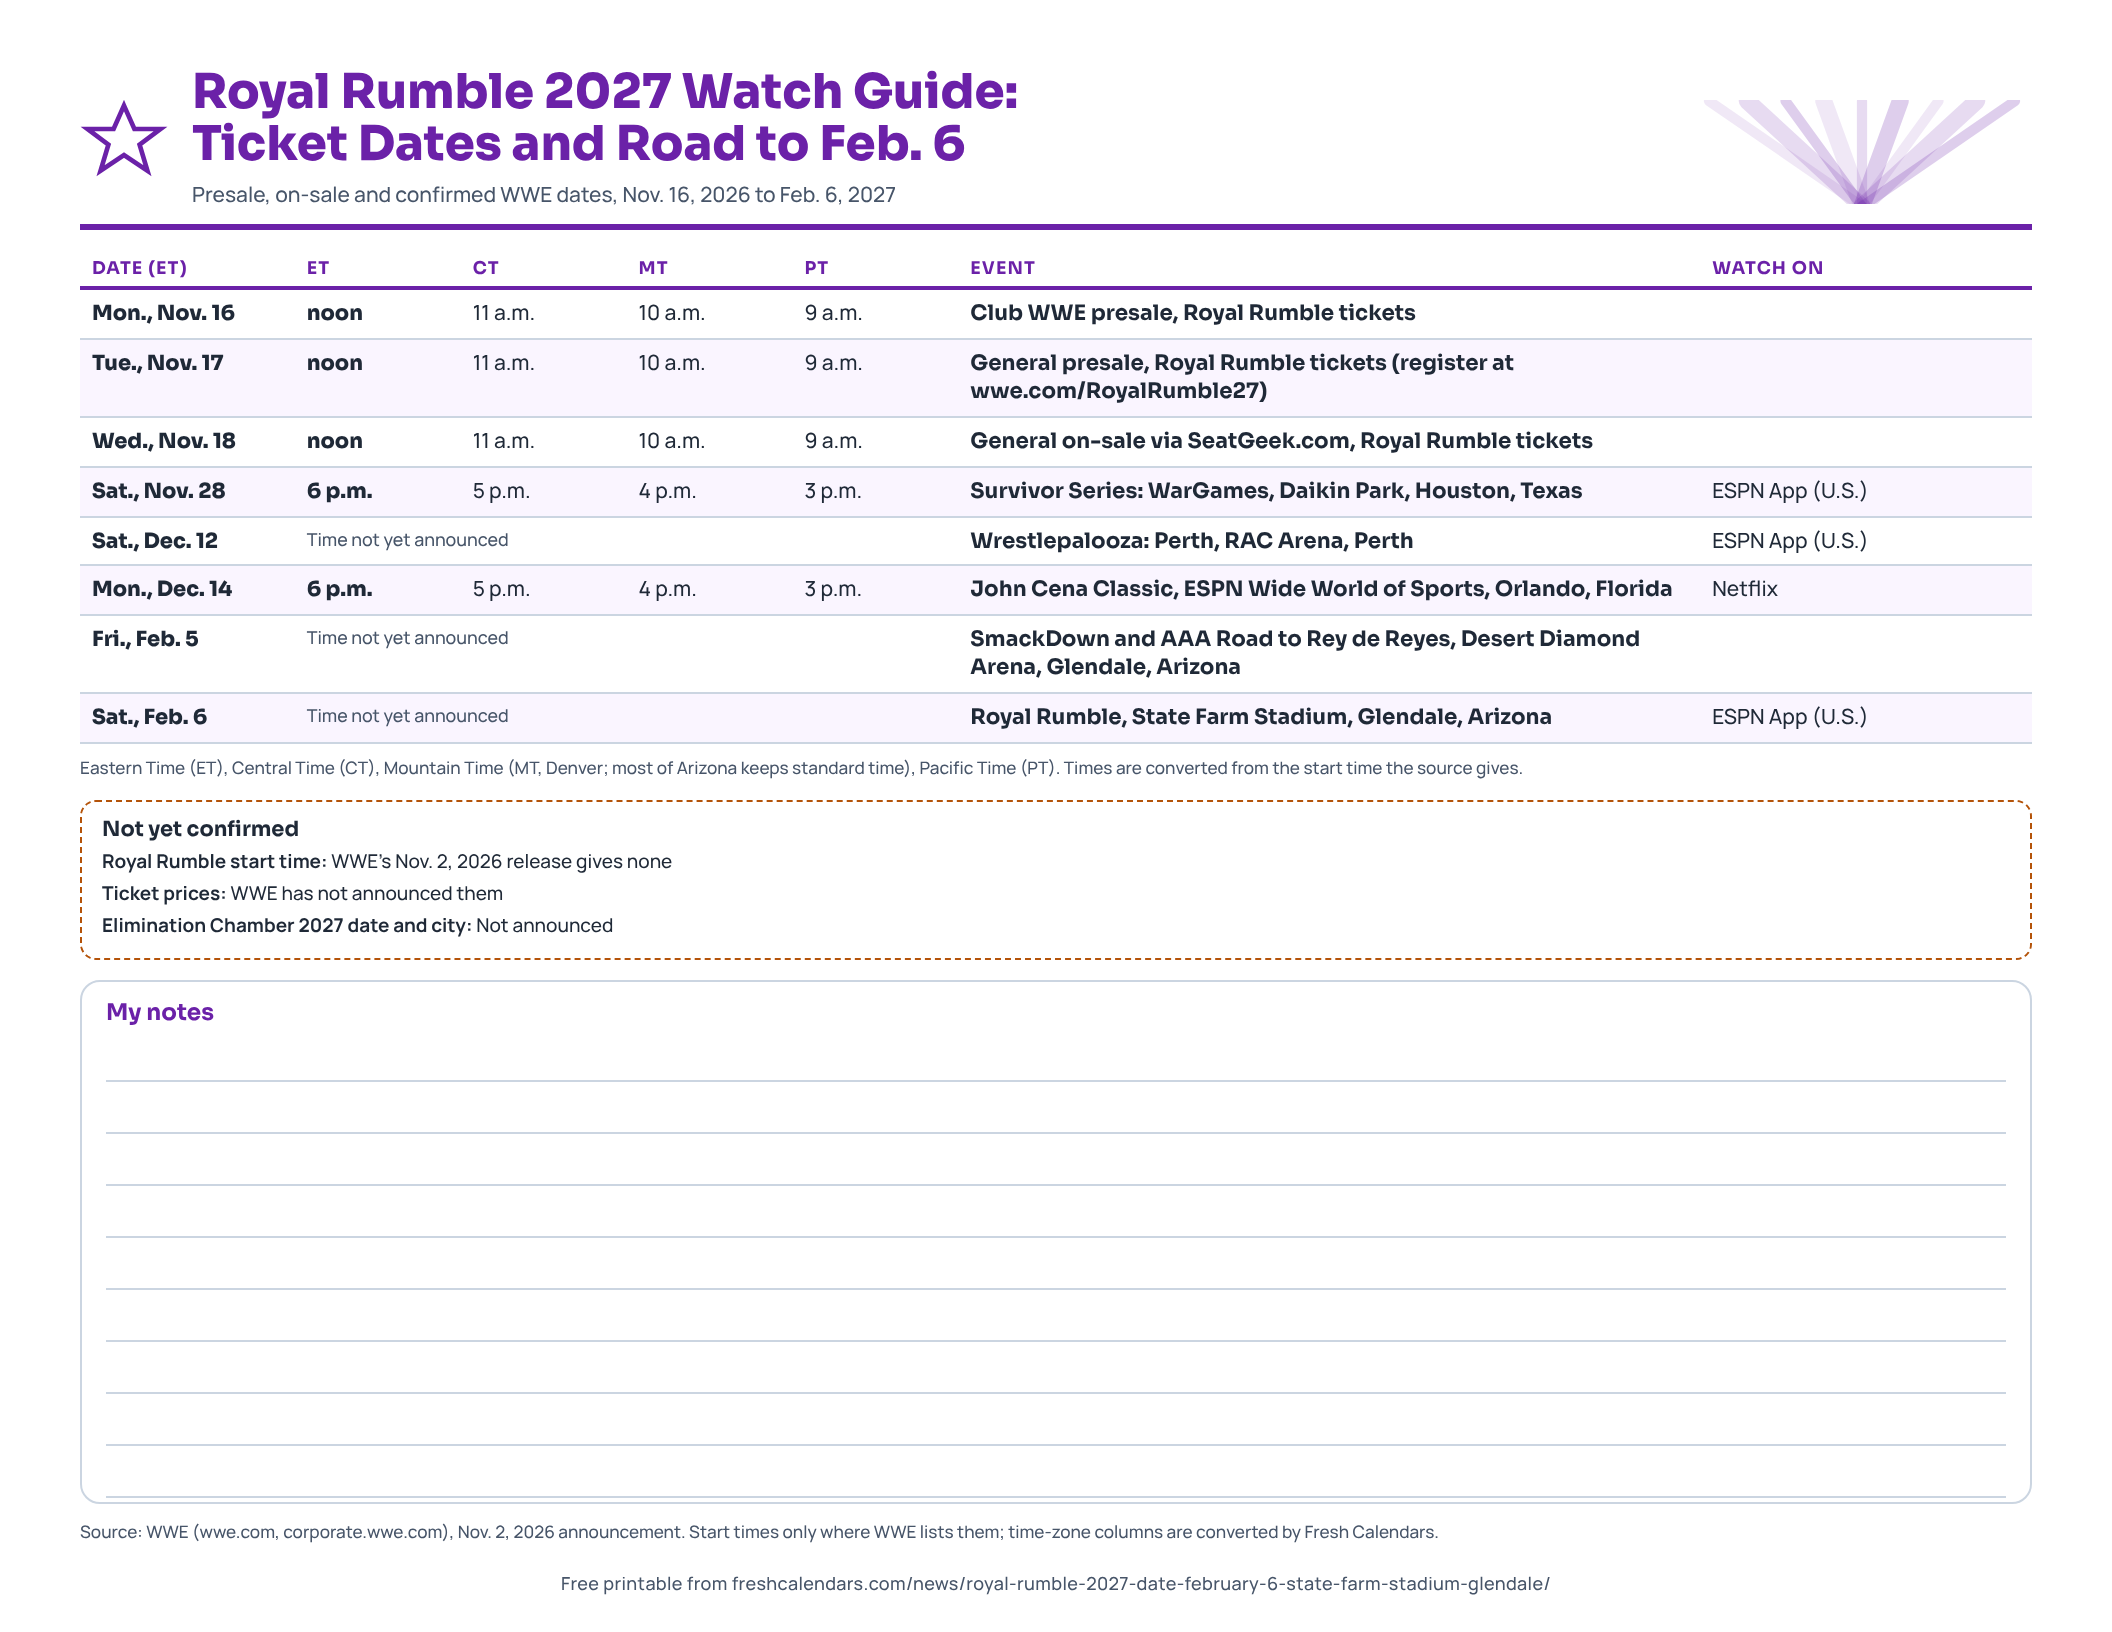 Royal Rumble 2027 Watch Guide:
Ticket Dates and Road to Feb. 6
Presale, on-sale and confirmed WWE dates, Nov. 16, 2026 to Feb. 6, 2027
DATE (ET) ET CT MT PT EVENT WATCH ON
Mon., Nov. 16 noon 11 a.m. 10 a.m. 9 a.m. Club WWE presale, Royal Rumble tickets
Tue., Nov. 17 noon 11 a.m. 10 a.m. 9 a.m. General presale, Royal Rumble tickets (register at
wwe.com/RoyalRumble27)
Wed., Nov. 18 noon 11 a.m. 10 a.m. 9 a.m. General on-sale via SeatGeek.com, Royal Rumble tickets
Sat., Nov. 28 6 p.m. 5 p.m. 4 p.m. 3 p.m. Survivor Series: WarGames, Daikin Park, Houston, Texas ESPN App (U.S.)
Sat., Dec. 12 Time not yet announced Wrestlepalooza: Perth, RAC Arena, Perth ESPN App (U.S.)
Mon., Dec. 14 6 p.m. 5 p.m. 4 p.m. 3 p.m. John Cena Classic, ESPN Wide World of Sports, Orlando, Florida Netflix
Fri., Feb. 5 Time not yet announced SmackDown and AAA Road to Rey de Reyes, Desert Diamond
Arena, Glendale, Arizona
Sat., Feb. 6 Time not yet announced Royal Rumble, State Farm Stadium, Glendale, Arizona ESPN App (U.S.)
Eastern Time (ET), Central Time (CT), Mountain Time (MT, Denver; most of Arizona keeps standard time), Pacific Time (PT). Times are converted from the start time the source gives.
Not yet confirmed
Royal Rumble start time: WWE's Nov. 2, 2026 release gives none
Ticket prices: WWE has not announced them
Elimination Chamber 2027 date and city: Not announced
My notes
Source: WWE (wwe.com, corporate.wwe.com), Nov. 2, 2026 announcement. Start times only where WWE lists them; time-zone columns are converted by Fresh Calendars.
Free printable from freshcalendars.com/news/royal-rumble-2027-date-february-6-state-farm-stadium-glendale/